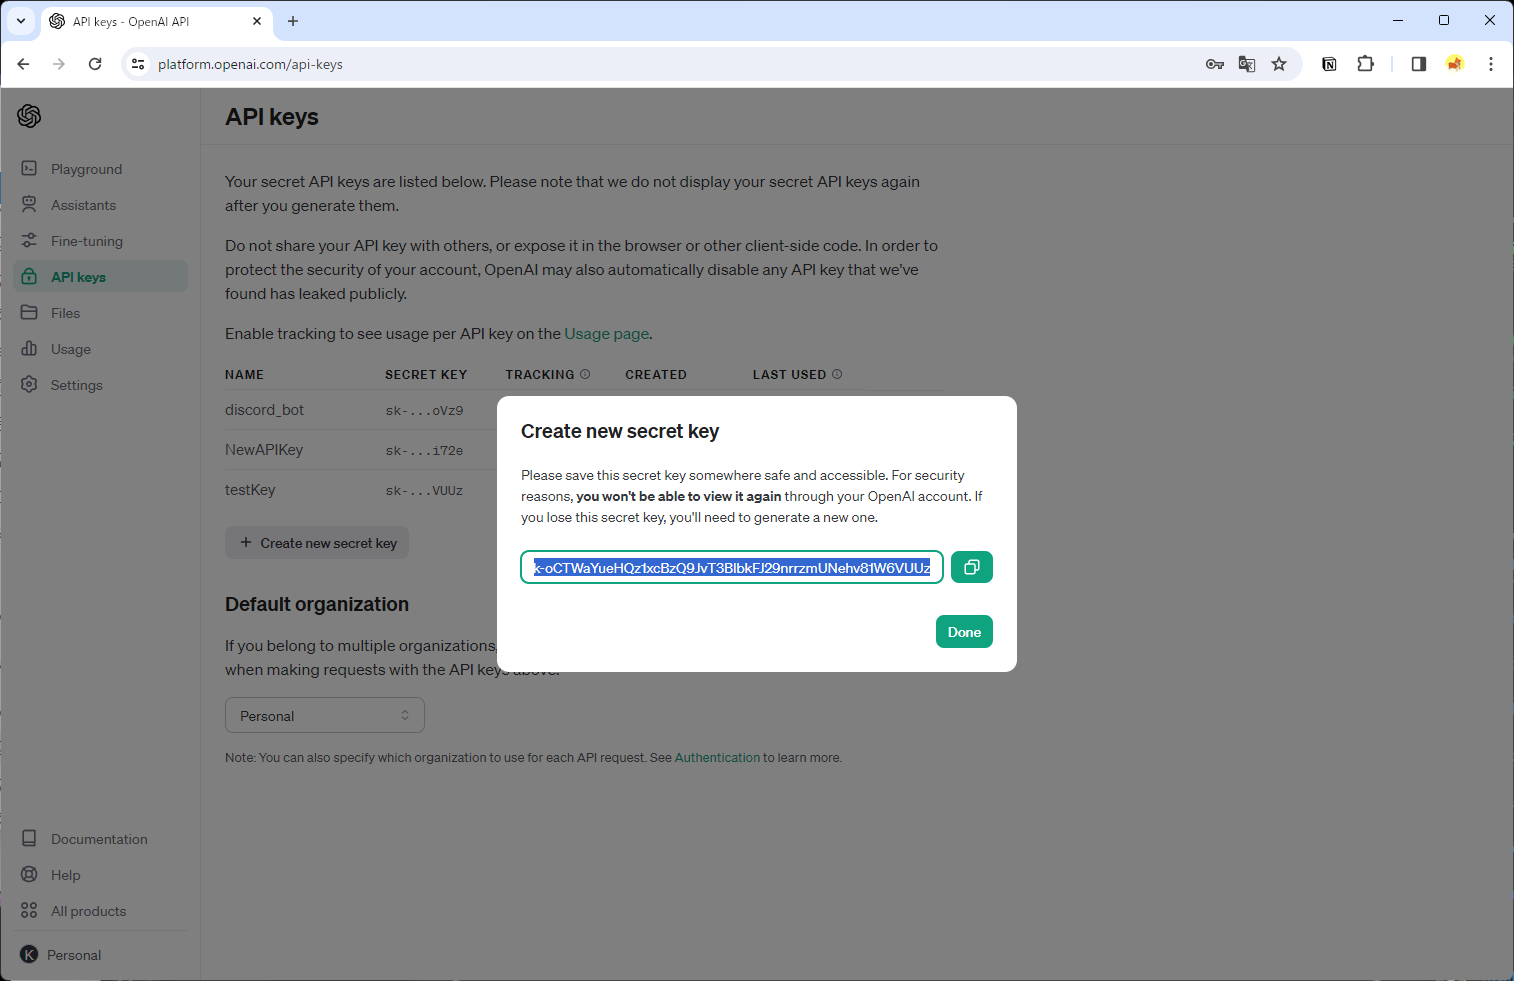 API keys - OpenAI API
platform.openai.com/api-keys
API keys
Playground
Assistants
Fine-tuning
API keys
Files
Usage
Settings
Your secret API keys are listed below. Please note that we do not display your secret API keys again
after you generate them.
Do not share your API key with others, or expose it in the browser or other client-side code. In order to
protect the security of your account, OpenAI may also automatically disable any API key that we've
found has leaked publicly.
Enable tracking to see usage per API key on the Usage page.
NAME SECRET KEY TRACKING CREATED LAST USED
discord_bot sk-...oVz9
NewAPIKey sk-...i72e
testKey sk-...VUUz
+ Create new secret key
Create new secret key
Please save this secret key somewhere safe and accessible. For security
reasons, you won't be able to view it again through your OpenAI account. If
you lose this secret key, you'll need to generate a new one.
Done
Default organization
If you belong to multiple organizations,
when making requests with the API keys above.
Personal
Note: You can also specify which organization to use for each API request. See Authentication to learn more.
Documentation
Help
All products
K Personal